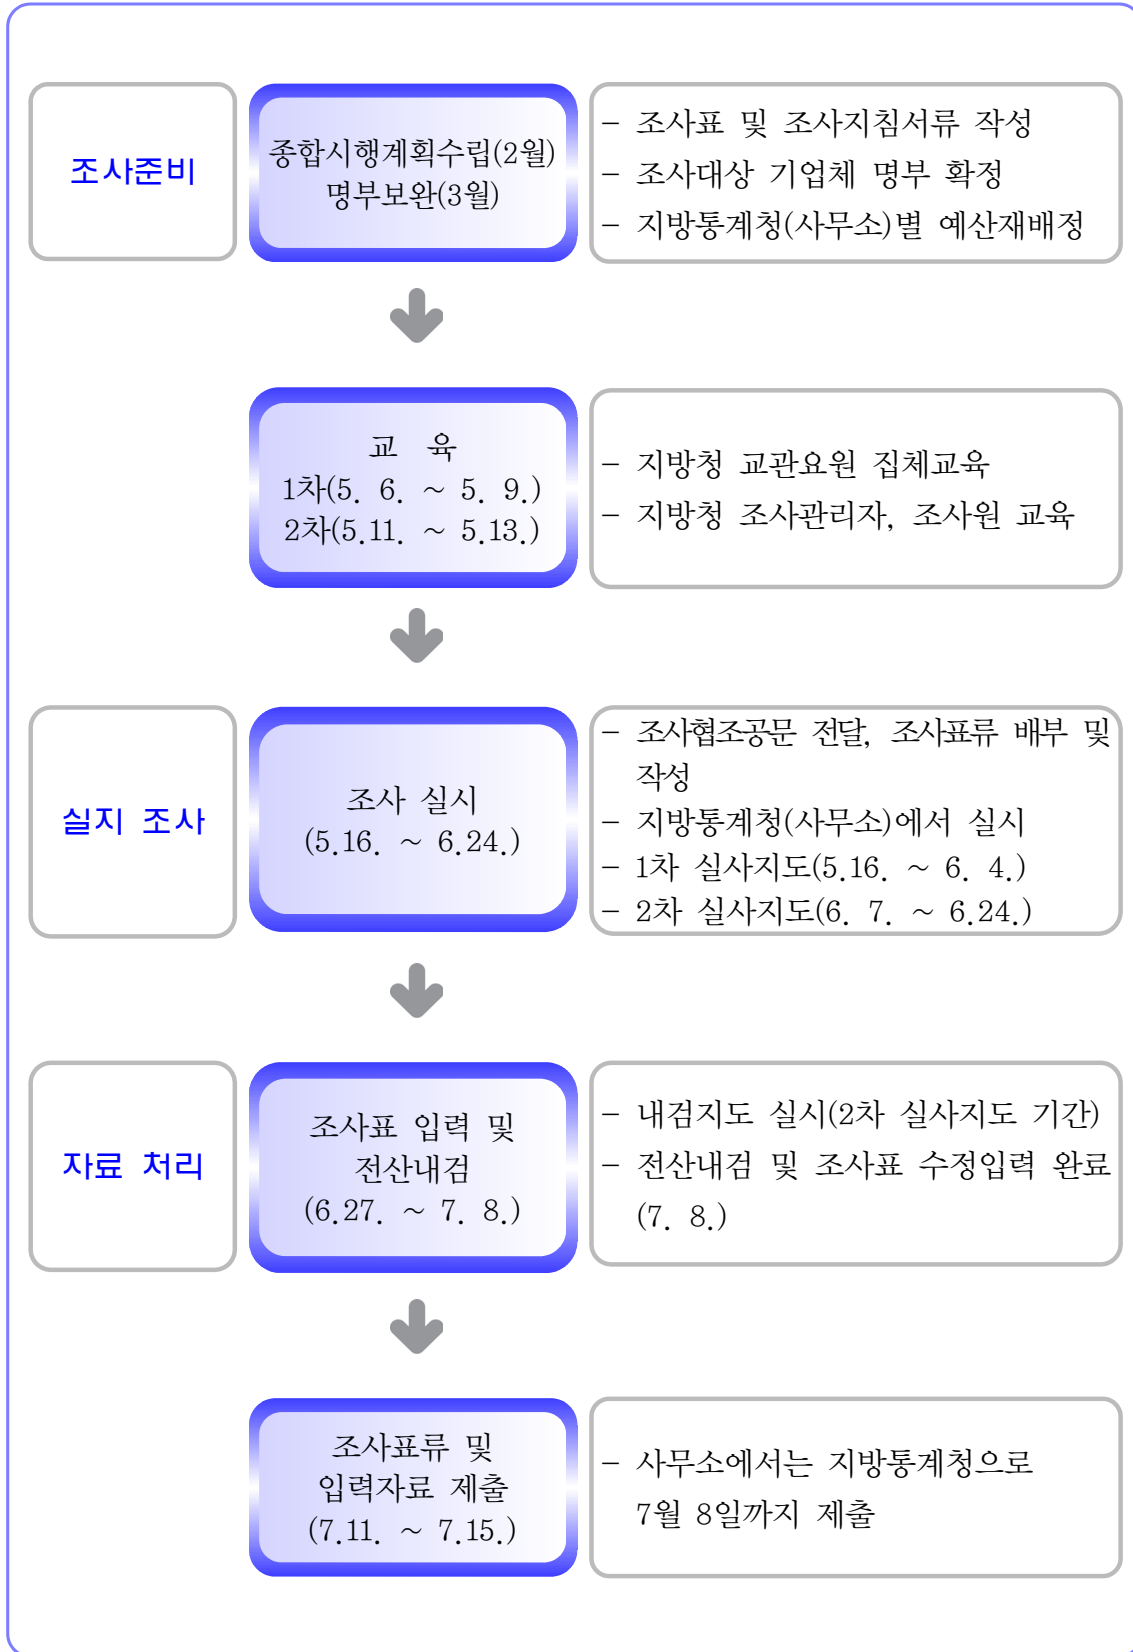 조사준비
종합시행계획수립(2월)
명부보완(3월)
- 조사표 및 조사지침서류 작성
- 조사대상 기업체 명부 확정
- 지방통계청(사무소)별 예산재배정
교 육
1차(5. 6. ~ 5. 9.)
2차(5.11. ~ 5.13.)
- 지방청 교관요원 집체교육
- 지방청 조사관리자, 조사원 교육
실지 조사
조사 실시
(5.16. ~ 6.24.)
- 조사협조공문 전달, 조사표류 배부 및
작성
- 지방통계청(사무소)에서 실시
- 1차 실사지도(5.16. ~ 6. 4.)
- 2차 실사지도(6. 7. ~ 6.24.)
자료 처리
조사표 입력 및
전산내검
(6.27. ~ 7. 8.)
- 내검지도 실시(2차 실사지도 기간)
- 전산내검 및 조사표 수정입력 완료
(7. 8.)
조사표류 및
입력자료 제출
(7.11. ~ 7.15.)
- 사무소에서는 지방통계청으로
7월 8일까지 제출